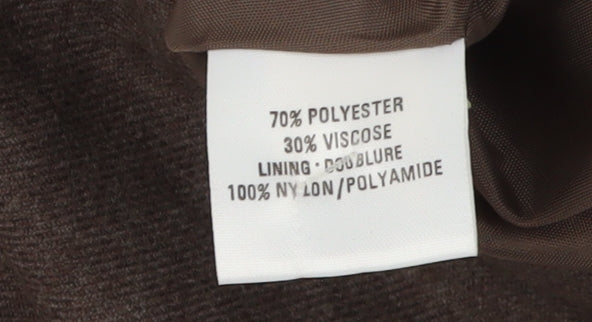 70% POLYESTER
30% VISCOSE
LINING · DOUBLURE
100% NYLON/POLYAMIDE